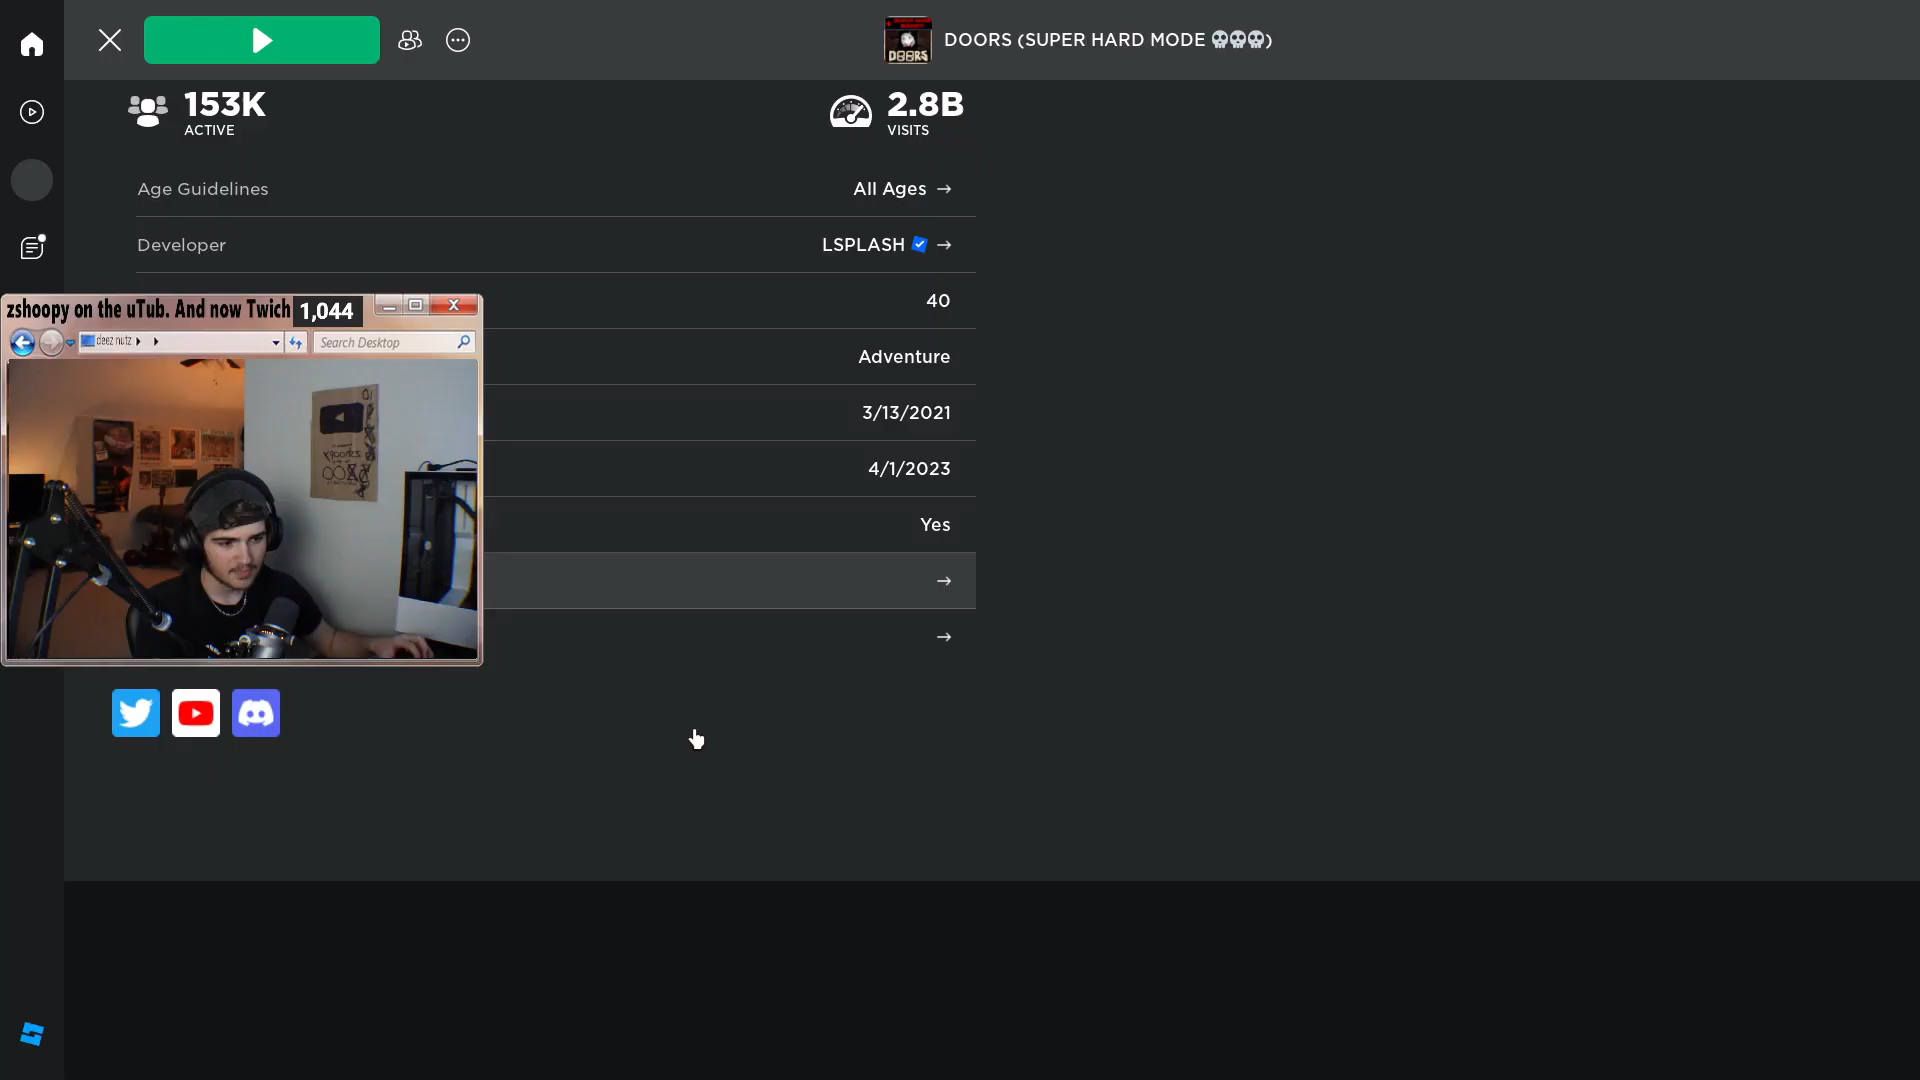 DOORS (SUPER HARD MODE 💀💀💀)
153K
ACTIVE
2.8B
VISITS
Age Guidelines
All Ages →
Developer
LSPLASH
→
40
Adventure
3/13/2021
4/1/2023
Yes
→
→
zshoopy on the uTub. And now Twich
1,044
deez nutz
Search Desktop
DOORS